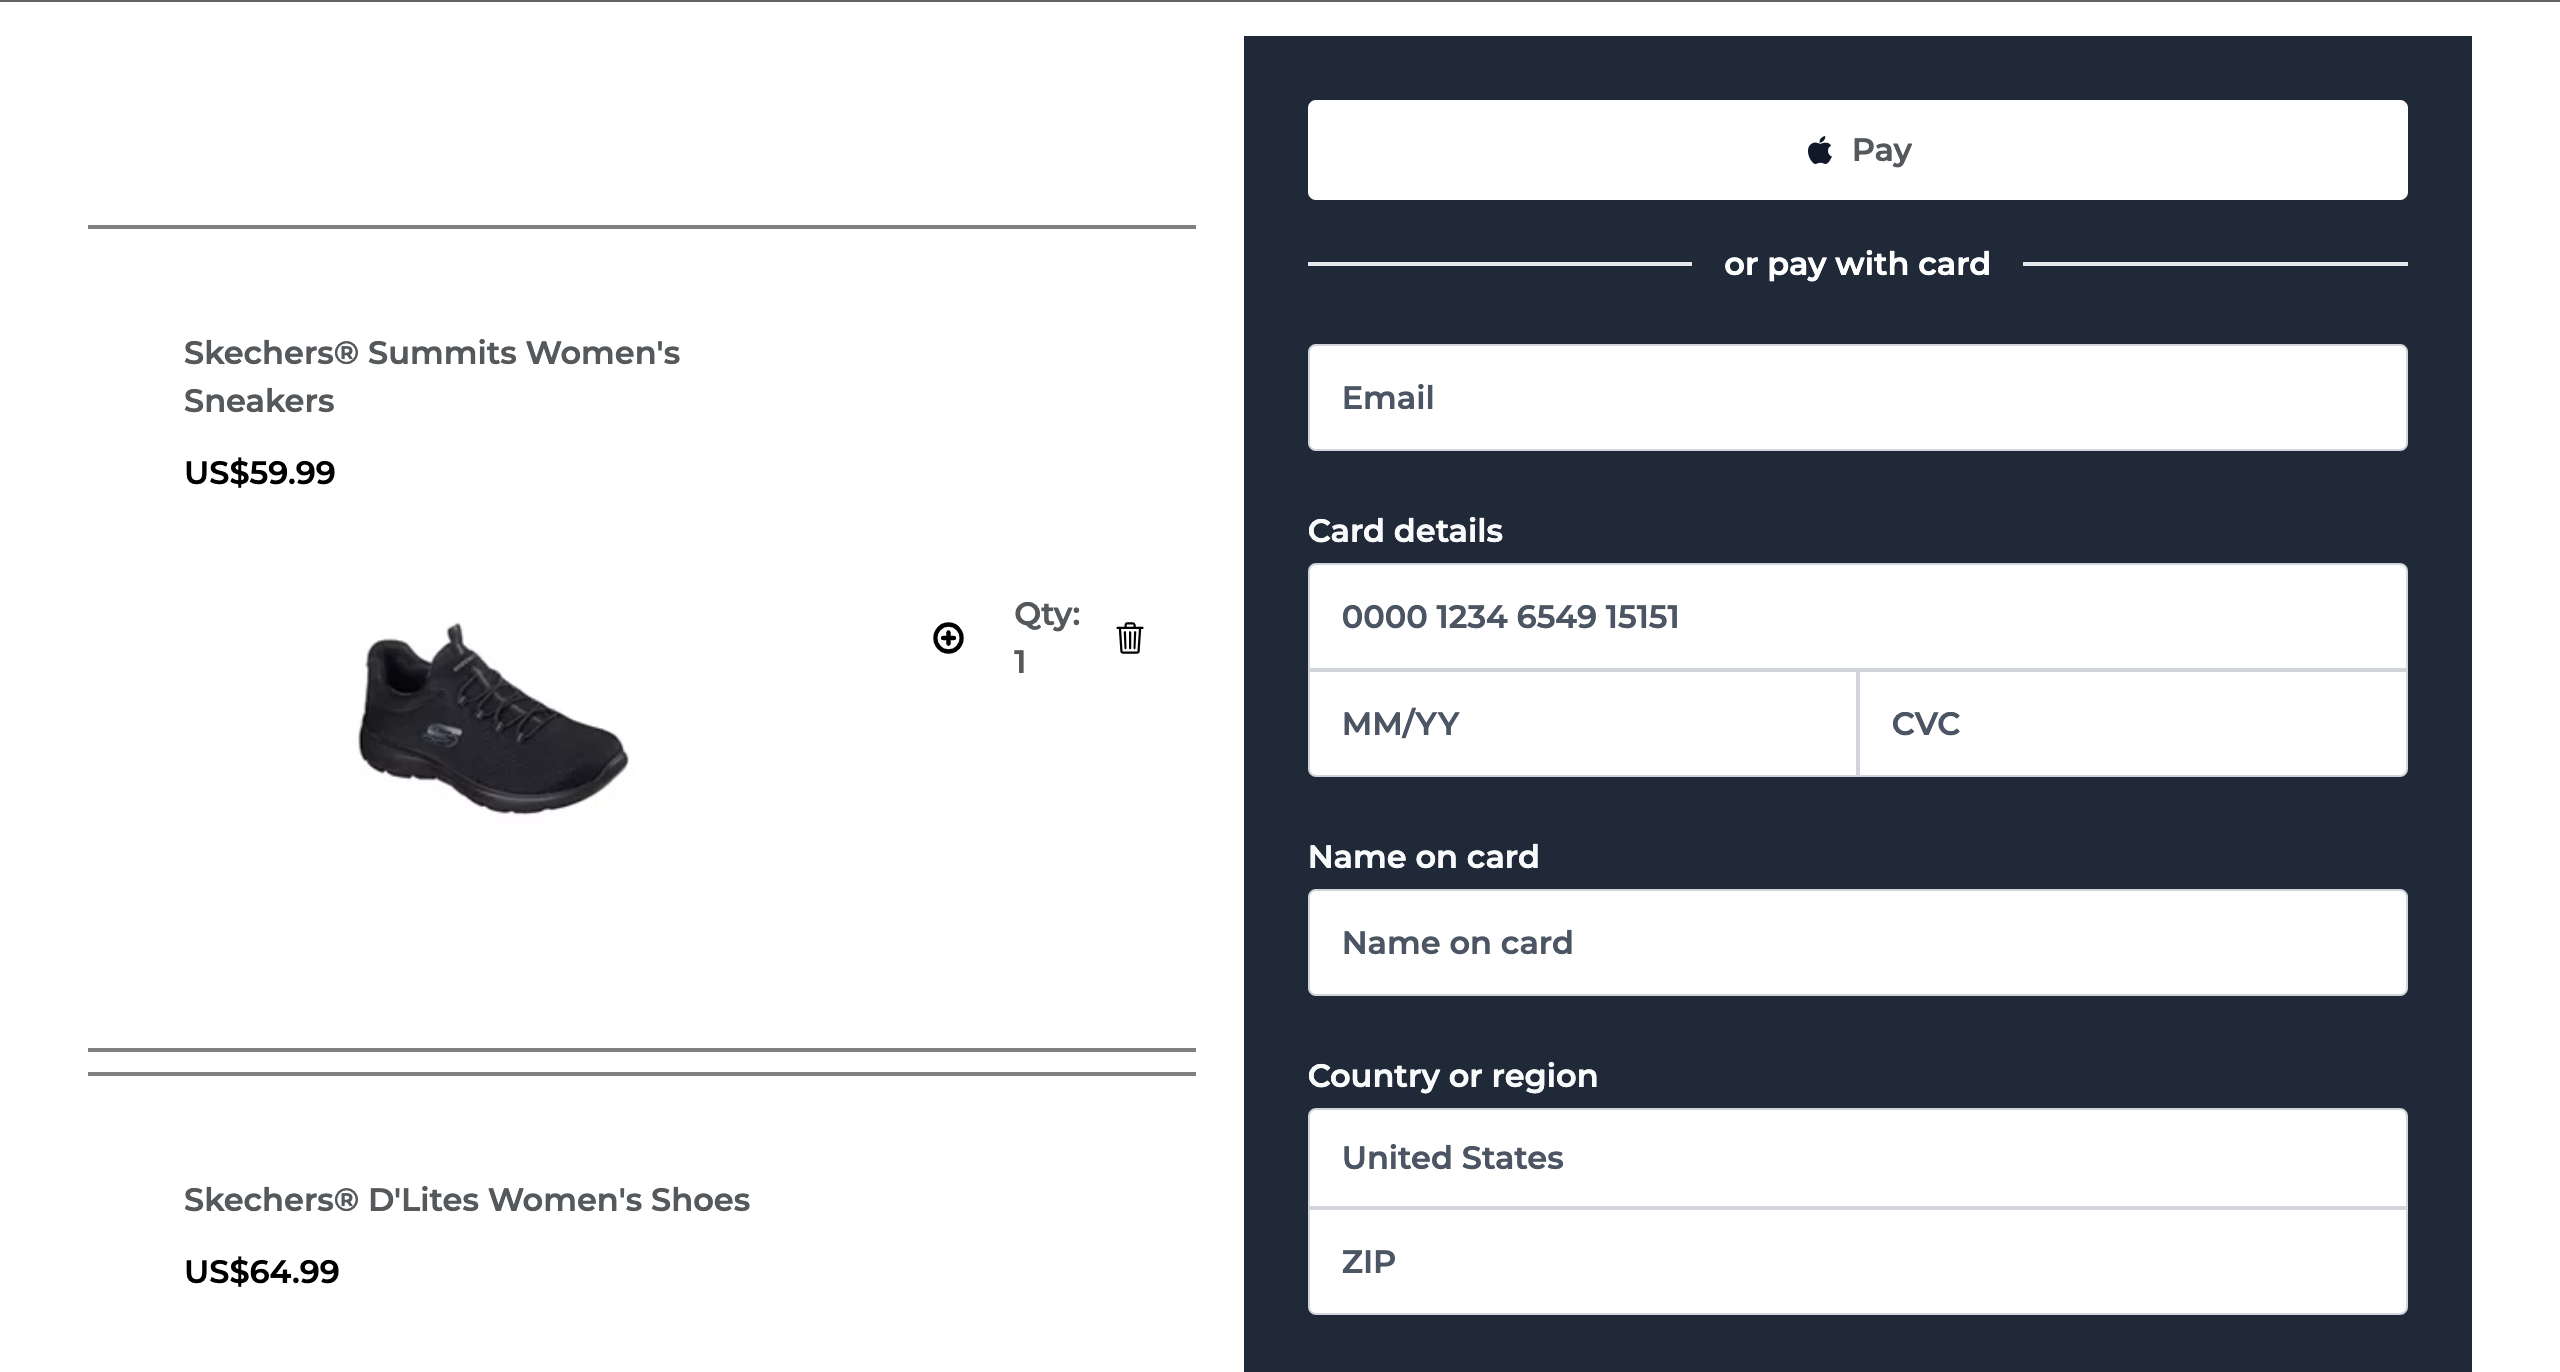 Skechers® Summits Women's
Sneakers
US$59.99
Qty:
1
Skechers® D'Lites Women's Shoes
US$64.99
Pay
or pay with card
Email
Card details
0000 1234 6549 15151
MM/YY
CVC
Name on card
Name on card
Country or region
United States
ZIP